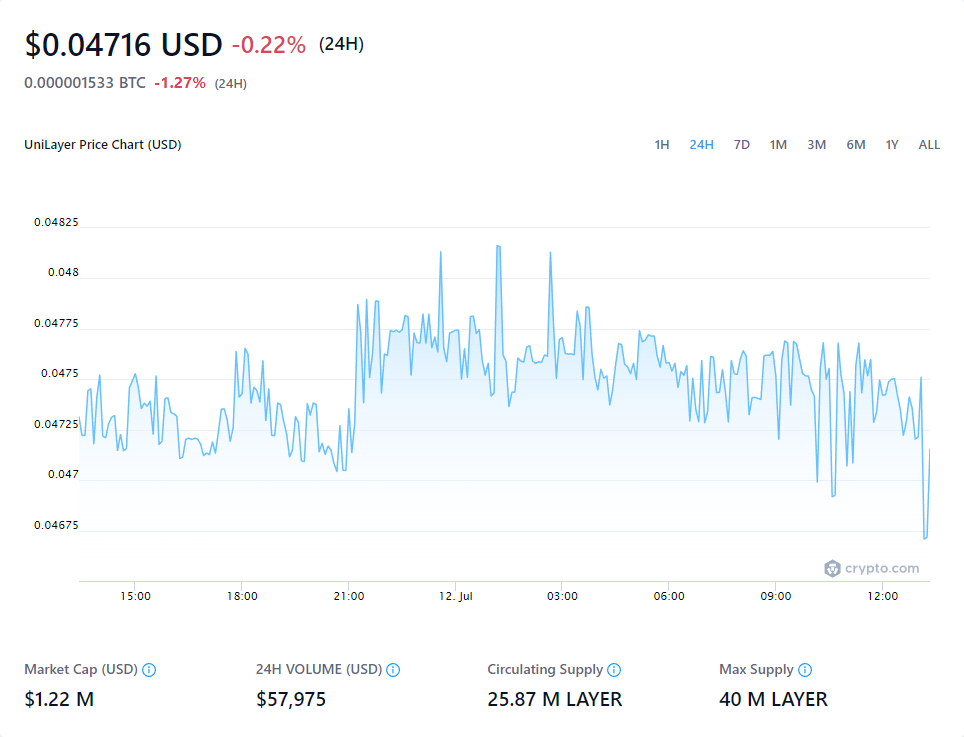 $0.04716 USD -0.22% (24H)
0.000001533 BTC -1.27% (24H)
UniLayer Price Chart (USD) 1H 24H 7D 1M 3M 6M 1Y ALL
0.04825
0.048
0.04775
0.0475
0.04725
0.047
0.04675
crypto.com
15:00 18:00 21:00 12. Jul 03:00 06:00 09:00 12:00
Market Cap (USD) 24H VOLUME (USD) Circulating Supply Max Supply
$1.22 M $57,975 25.87 M LAYER 40 M LAYER